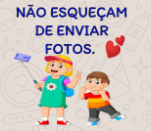 NÃO ESQUEÇAM
DE ENVIAR
FOTOS.